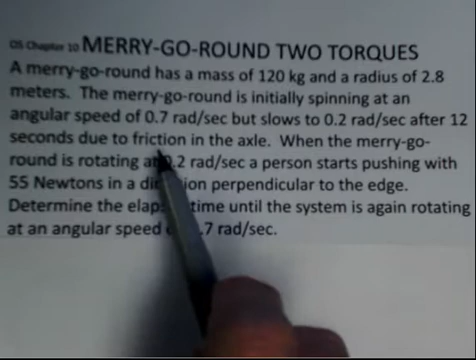 OS Chapter 10 MERRY-GO-ROUND TWO TORQUES
A merry-go-round has a mass of 120 kg and a radius of 2.8
meters. The merry-go-round is initially spinning at an
angular speed of 0.7 rad/sec but slows to 0.2 rad/sec after 12
seconds due to friction in the axle. When the merry-go-
round is rotating .2 rad/sec a person starts pushing with
55 Newtons in a ion perpendicular to the edge.
Determine the time until the system is again rotating
at an angular speed .7 rad/sec.